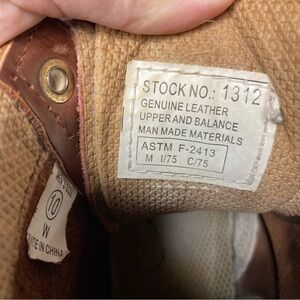 STOCK NO.: 1312
GENUINE LEATHER
UPPER AND BALANCE
MAN MADE MATERIALS
ASTM F-2413
M I/75 C/75
10
W
MADE IN CHINA